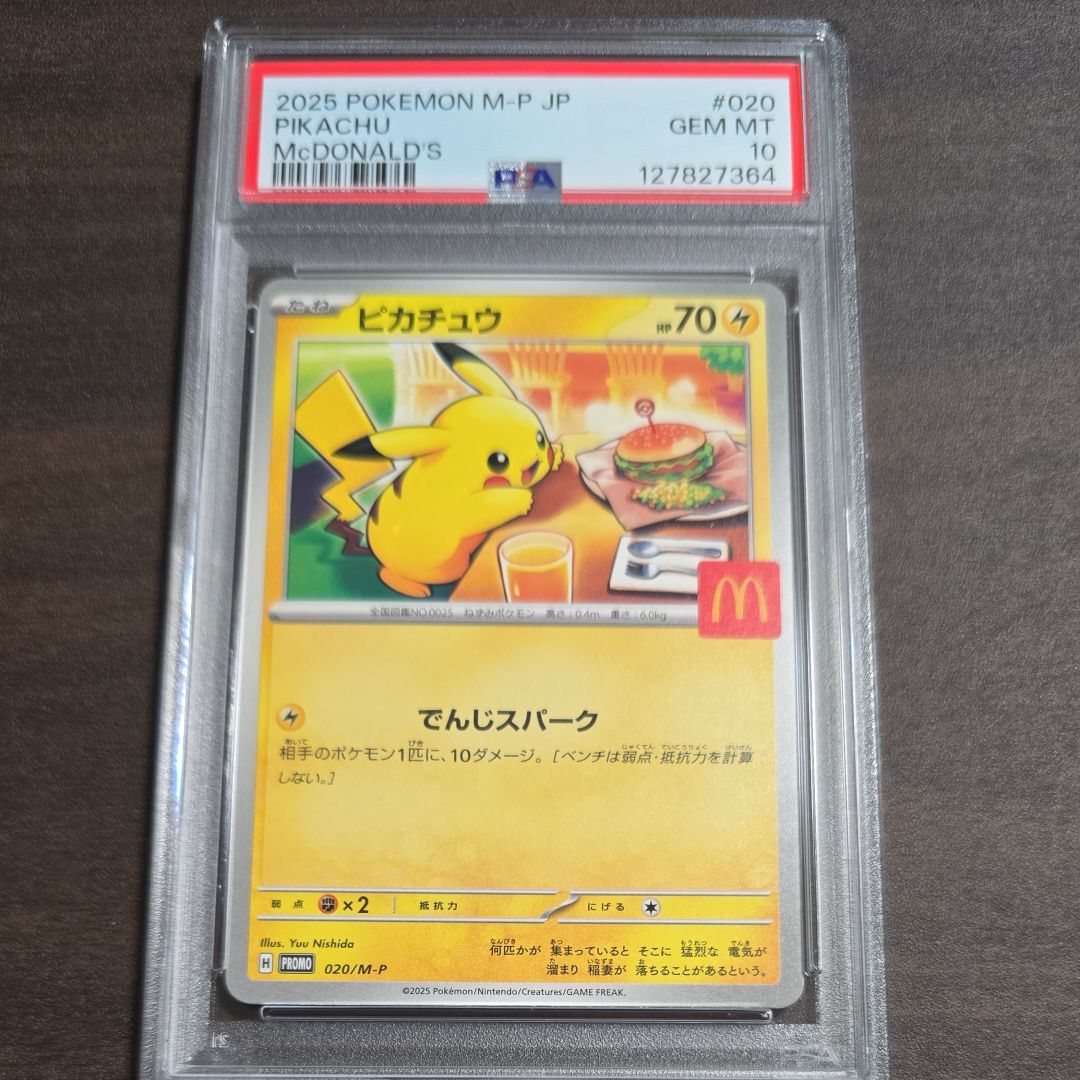 2025 POKEMON M-P JP #020
PIKACHU GEM MT
McDONALD'S 10
PSA 127827364
たね ピカチュウ HP70
全国図鑑NO.0025 ねずみポケモン 高さ:0.4m 重さ:6.0kg
でんじスパーク
相手のポケモン1匹に、10ダメージ。[ベンチは弱点・抵抗力を計算
しない。]
弱点 ×2 抵抗力 にげる
Illus. Yuu Nishida
何匹かが 集まっていると そこに 猛烈な 電気が
溜まり 稲妻が 落ちることがあるという。
H PROMO 020/M-P
©2025 Pokémon/Nintendo/Creatures/GAME FREAK.